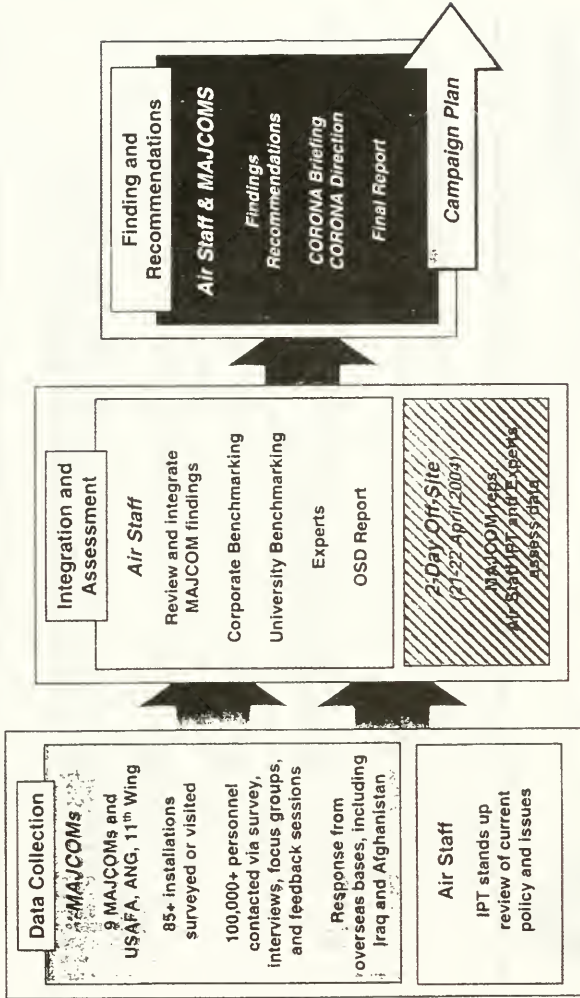 Data Collection
MAJCOMs
9 MAJCOMs and
USAFA, ANG, 11th Wing
85+ installations
surveyed or visited
100,000+ personnel
contacted via survey,
interviews, focus groups,
and feedback sessions
Response from
overseas bases, including
Iraq and Afghanistan
Air Staff
IPT stands up
review of current
policy and issues
Integration and
Assessment
Air Staff
Review and integrate
MAJCOM findings
Corporate Benchmarking
University Benchmarking
Experts
OSD Report
2-Day Off-Site
(21-22 April 2004)
MAJCOM reps,
Air Staff IPT and Experts
assess data
Finding and
Recommendations
Air Staff & MAJCOMS
Findings
Recommendations
CORONA Briefing
CORONA Direction
Final Report
Campaign Plan